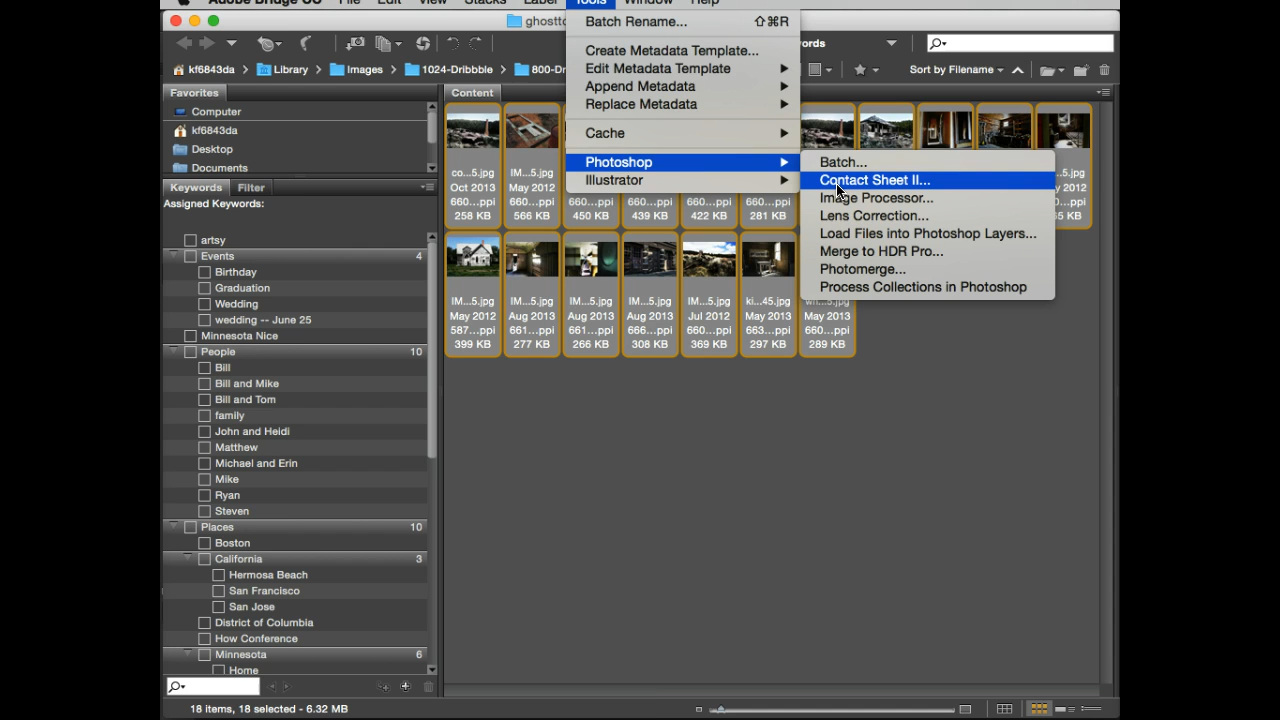 Adobe Bridge CC File Edit View Stacks Label Tools Window Help
ghostto
Batch Rename... ⇧⌘R
Create Metadata Template...
Edit Metadata Template
Append Metadata
Replace Metadata
Cache
Photoshop
Illustrator
Batch...
Contact Sheet II...
Image Processor...
Lens Correction...
Load Files into Photoshop Layers...
Merge to HDR Pro...
Photomerge...
Process Collections in Photoshop
kf6843da Library Images 1024-Dribbble 800-Dr
Sort by Filename
Favorites
Computer
kf6843da
Desktop
Documents
Keywords Filter
Assigned Keywords:
artsy
Events 4
Birthday
Graduation
Wedding
wedding -- June 25
Minnesota Nice
People 10
Bill
Bill and Mike
Bill and Tom
family
John and Heidi
Matthew
Michael and Erin
Mike
Ryan
Steven
Places 10
Boston
California 3
Hermosa Beach
San Francisco
San Jose
District of Columbia
How Conference
Minnesota 6
Home
Content
co...5.jpg IM...5.jpg
Oct 2013 May 2012
660...ppi 660...ppi 660...ppi 660...ppi 660...ppi 660...ppi
258 KB 566 KB 450 KB 439 KB 422 KB 281 KB
IM...5.jpg IM...5.jpg IM...5.jpg IM...5.jpg IM...5.jpg ki...45.jpg
May 2012 Aug 2013 Aug 2013 Aug 2013 Jul 2012 May 2013 May 2013
587...ppi 661...ppi 661...ppi 666...ppi 660...ppi 663...ppi 660...ppi
399 KB 277 KB 266 KB 308 KB 369 KB 297 KB 289 KB
18 items, 18 selected - 6.32 MB